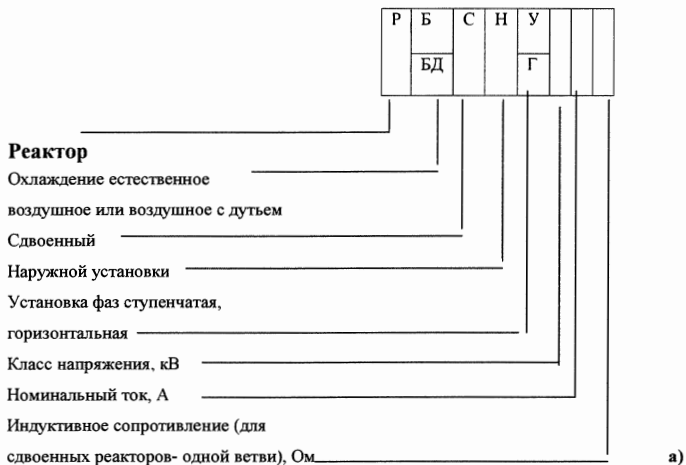 Р Б С Н У
БД Г
Реактор
Охлаждение естественное
воздушное или воздушное с дутьем
Сдвоенный
Наружной установки
Установка фаз ступенчатая,
горизонтальная
Класс напряжения, кВ
Номинальный ток, А
Индуктивное сопротивление (для
сдвоенных реакторов- одной ветви), Ом
а)